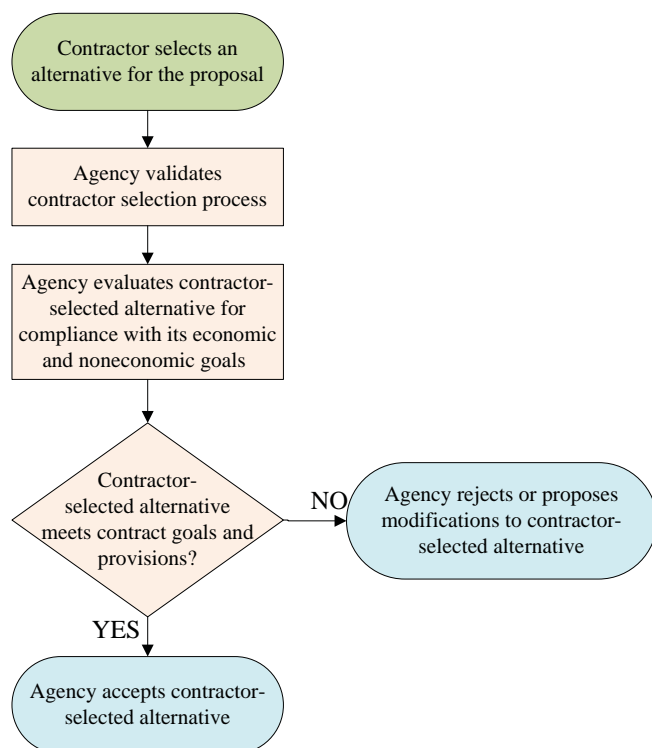 Contractor selects an
alternative for the proposal
Agency validates
contractor selection process
Agency evaluates contractor-
selected alternative for
compliance with its economic
and noneconomic goals
Contractor-
selected alternative
meets contract goals and
provisions?
NO
Agency rejects or proposes
modifications to contractor-
selected alternative
YES
Agency accepts contractor-
selected alternative